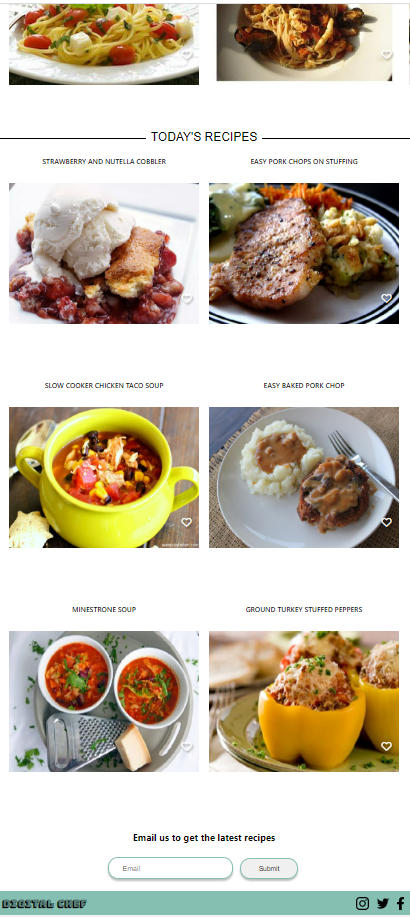 TODAY'S RECIPES
STRAWBERRY AND NUTELLA COBBLER
EASY PORK CHOPS ON STUFFING
SLOW COOKER CHICKEN TACO SOUP
EASY BAKED PORK CHOP
MINESTRONE SOUP
GROUND TURKEY STUFFED PEPPERS
Email us to get the latest recipes
Email
Submit
DIGITAL CHEF